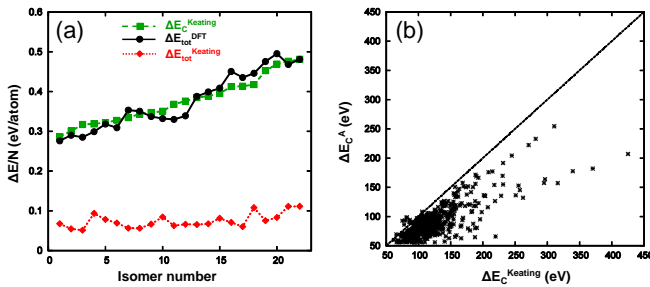 (a)
ΔE_C^Keating
ΔE_tot^DFT
ΔE_tot^Keating
0.6
0.5
0.4
0.3
0.2
0.1
0
0 5 10 15 20
Isomer number
ΔE/N (eV/atom)
(b)
450
400
350
300
250
200
150
100
50
50 100 150 200 250 300 350 400 450
ΔE_C^Keating (eV)
ΔE_C^A (eV)